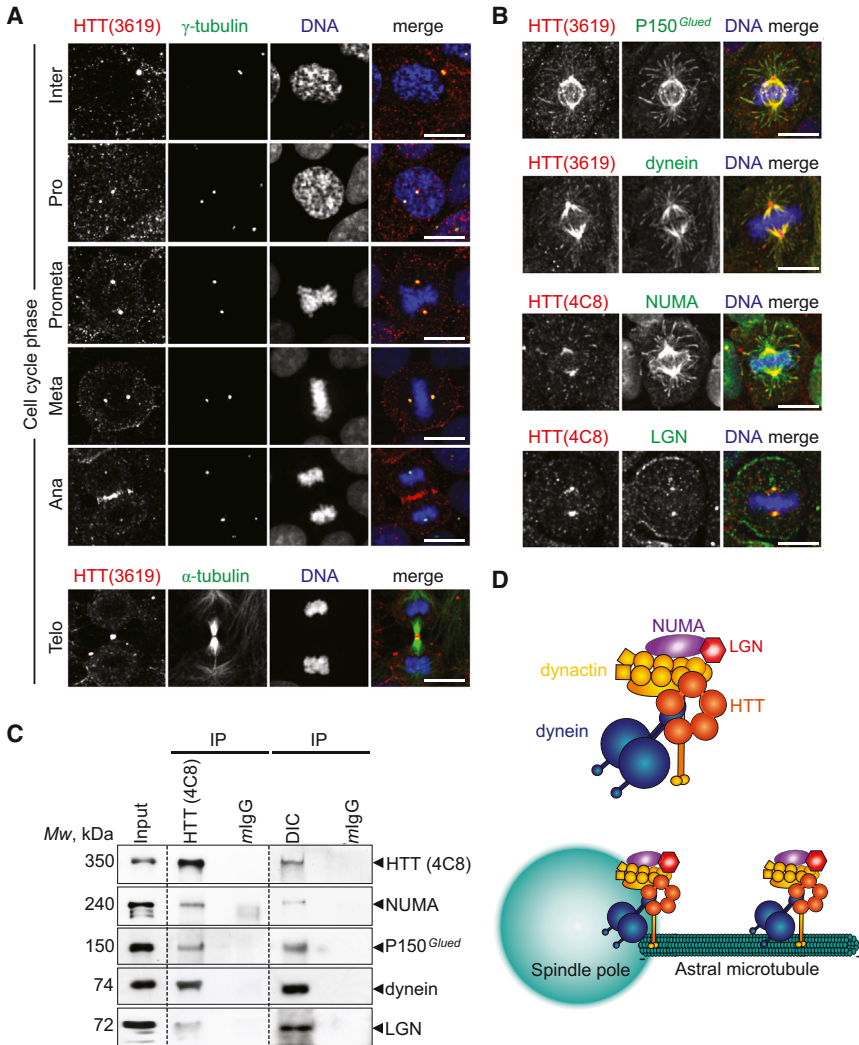 A
HTT(3619) γ-tubulin DNA merge
Cell cycle phase
Inter
Pro
Prometa
Meta
Ana
HTT(3619) α-tubulin DNA merge
Telo
B
HTT(3619) P150Glued DNA merge
HTT(3619) dynein DNA merge
HTT(4C8) NUMA DNA merge
HTT(4C8) LGN DNA merge
C
IP IP
Mw, kDa Input HTT (4C8) mIgG DIC mIgG
350 HTT (4C8)
240 NUMA
150 P150Glued
74 dynein
72 LGN
D
NUMA
LGN
dynactin
HTT
dynein
Spindle pole Astral microtubule